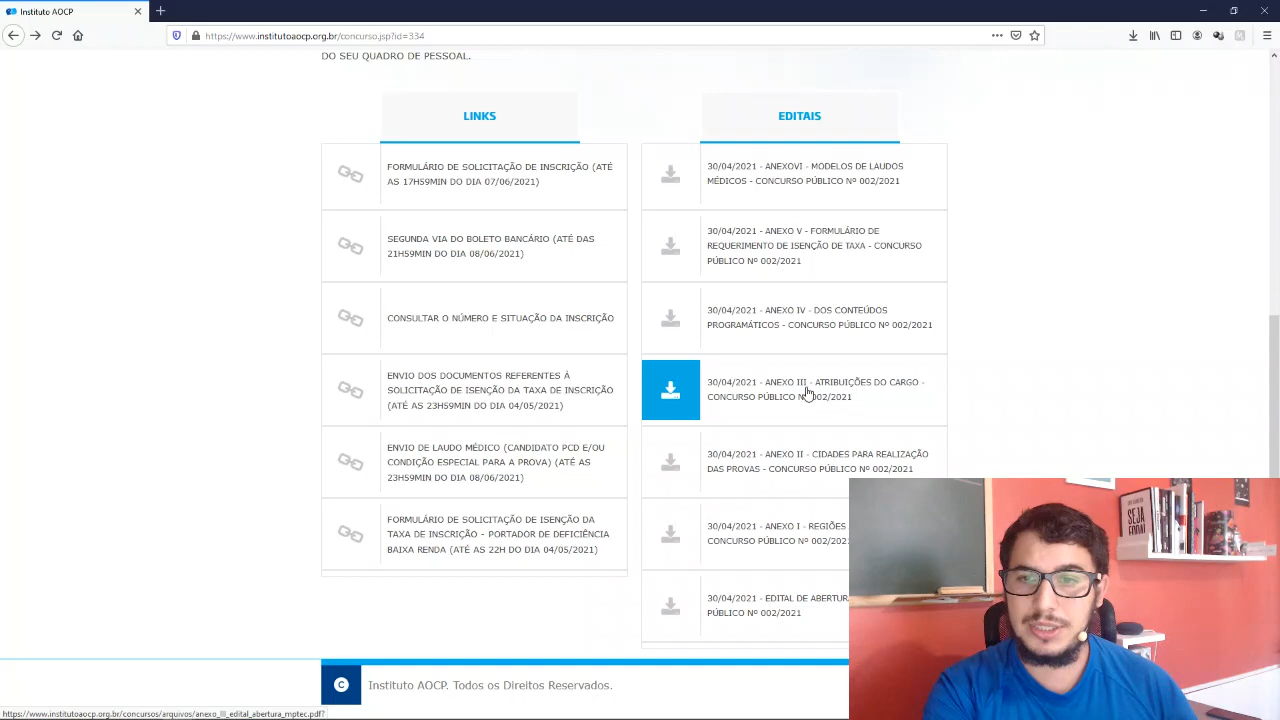 Instituto AOCP
https://www.institutoaocp.org.br/concurso.jsp?id=334
DO SEU QUADRO DE PESSOAL.
LINKS
FORMULÁRIO DE SOLICITAÇÃO DE INSCRIÇÃO (ATÉ
AS 17H59MIN DO DIA 07/06/2021)
SEGUNDA VIA DO BOLETO BANCÁRIO (ATÉ DAS
21H59MIN DO DIA 08/06/2021)
CONSULTAR O NÚMERO E SITUAÇÃO DA INSCRIÇÃO
ENVIO DOS DOCUMENTOS REFERENTES Á
SOLICITAÇÃO DE ISENÇÃO DA TAXA DE INSCRIÇÃO
(ATÉ AS 23H59MIN DO DIA 04/05/2021)
ENVIO DE LAUDO MÉDICO (CANDIDATO PCD E/OU
CONDIÇÃO ESPECIAL PARA A PROVA) (ATÉ AS
23H59MIN DO DIA 08/06/2021)
FORMULÁRIO DE SOLICITAÇÃO DE ISENÇÃO DA
TAXA DE INSCRIÇÃO - PORTADOR DE DEFICIÊNCIA
BAIXA RENDA (ATÉ AS 22H DO DIA 04/05/2021)
EDITAIS
30/04/2021 - ANEXOVI - MODELOS DE LAUDOS
MÉDICOS - CONCURSO PÚBLICO Nº 002/2021
30/04/2021 - ANEXO V - FORMULÁRIO DE
REQUERIMENTO DE ISENÇÃO DE TAXA - CONCURSO
PÚBLICO Nº 002/2021
30/04/2021 - ANEXO IV - DOS CONTEÚDOS
PROGRAMÁTICOS - CONCURSO PÚBLICO Nº 002/2021
30/04/2021 - ANEXO III - ATRIBUIÇÕES DO CARGO -
CONCURSO PÚBLICO Nº 002/2021
30/04/2021 - ANEXO II - CIDADES PARA REALIZAÇÃO
DAS PROVAS - CONCURSO PÚBLICO Nº 002/2021
30/04/2021 - ANEXO I - REGIÕES
CONCURSO PÚBLICO Nº 002/2021
30/04/2021 - EDITAL DE ABERTURA
PÚBLICO Nº 002/2021
SEJA
FODA!
C Instituto AOCP. Todos os Direitos Reservados.
https://www.institutoaocp.org.br/concursos/arquivos/anexo_III_edital_abertura_mptec.pdf?